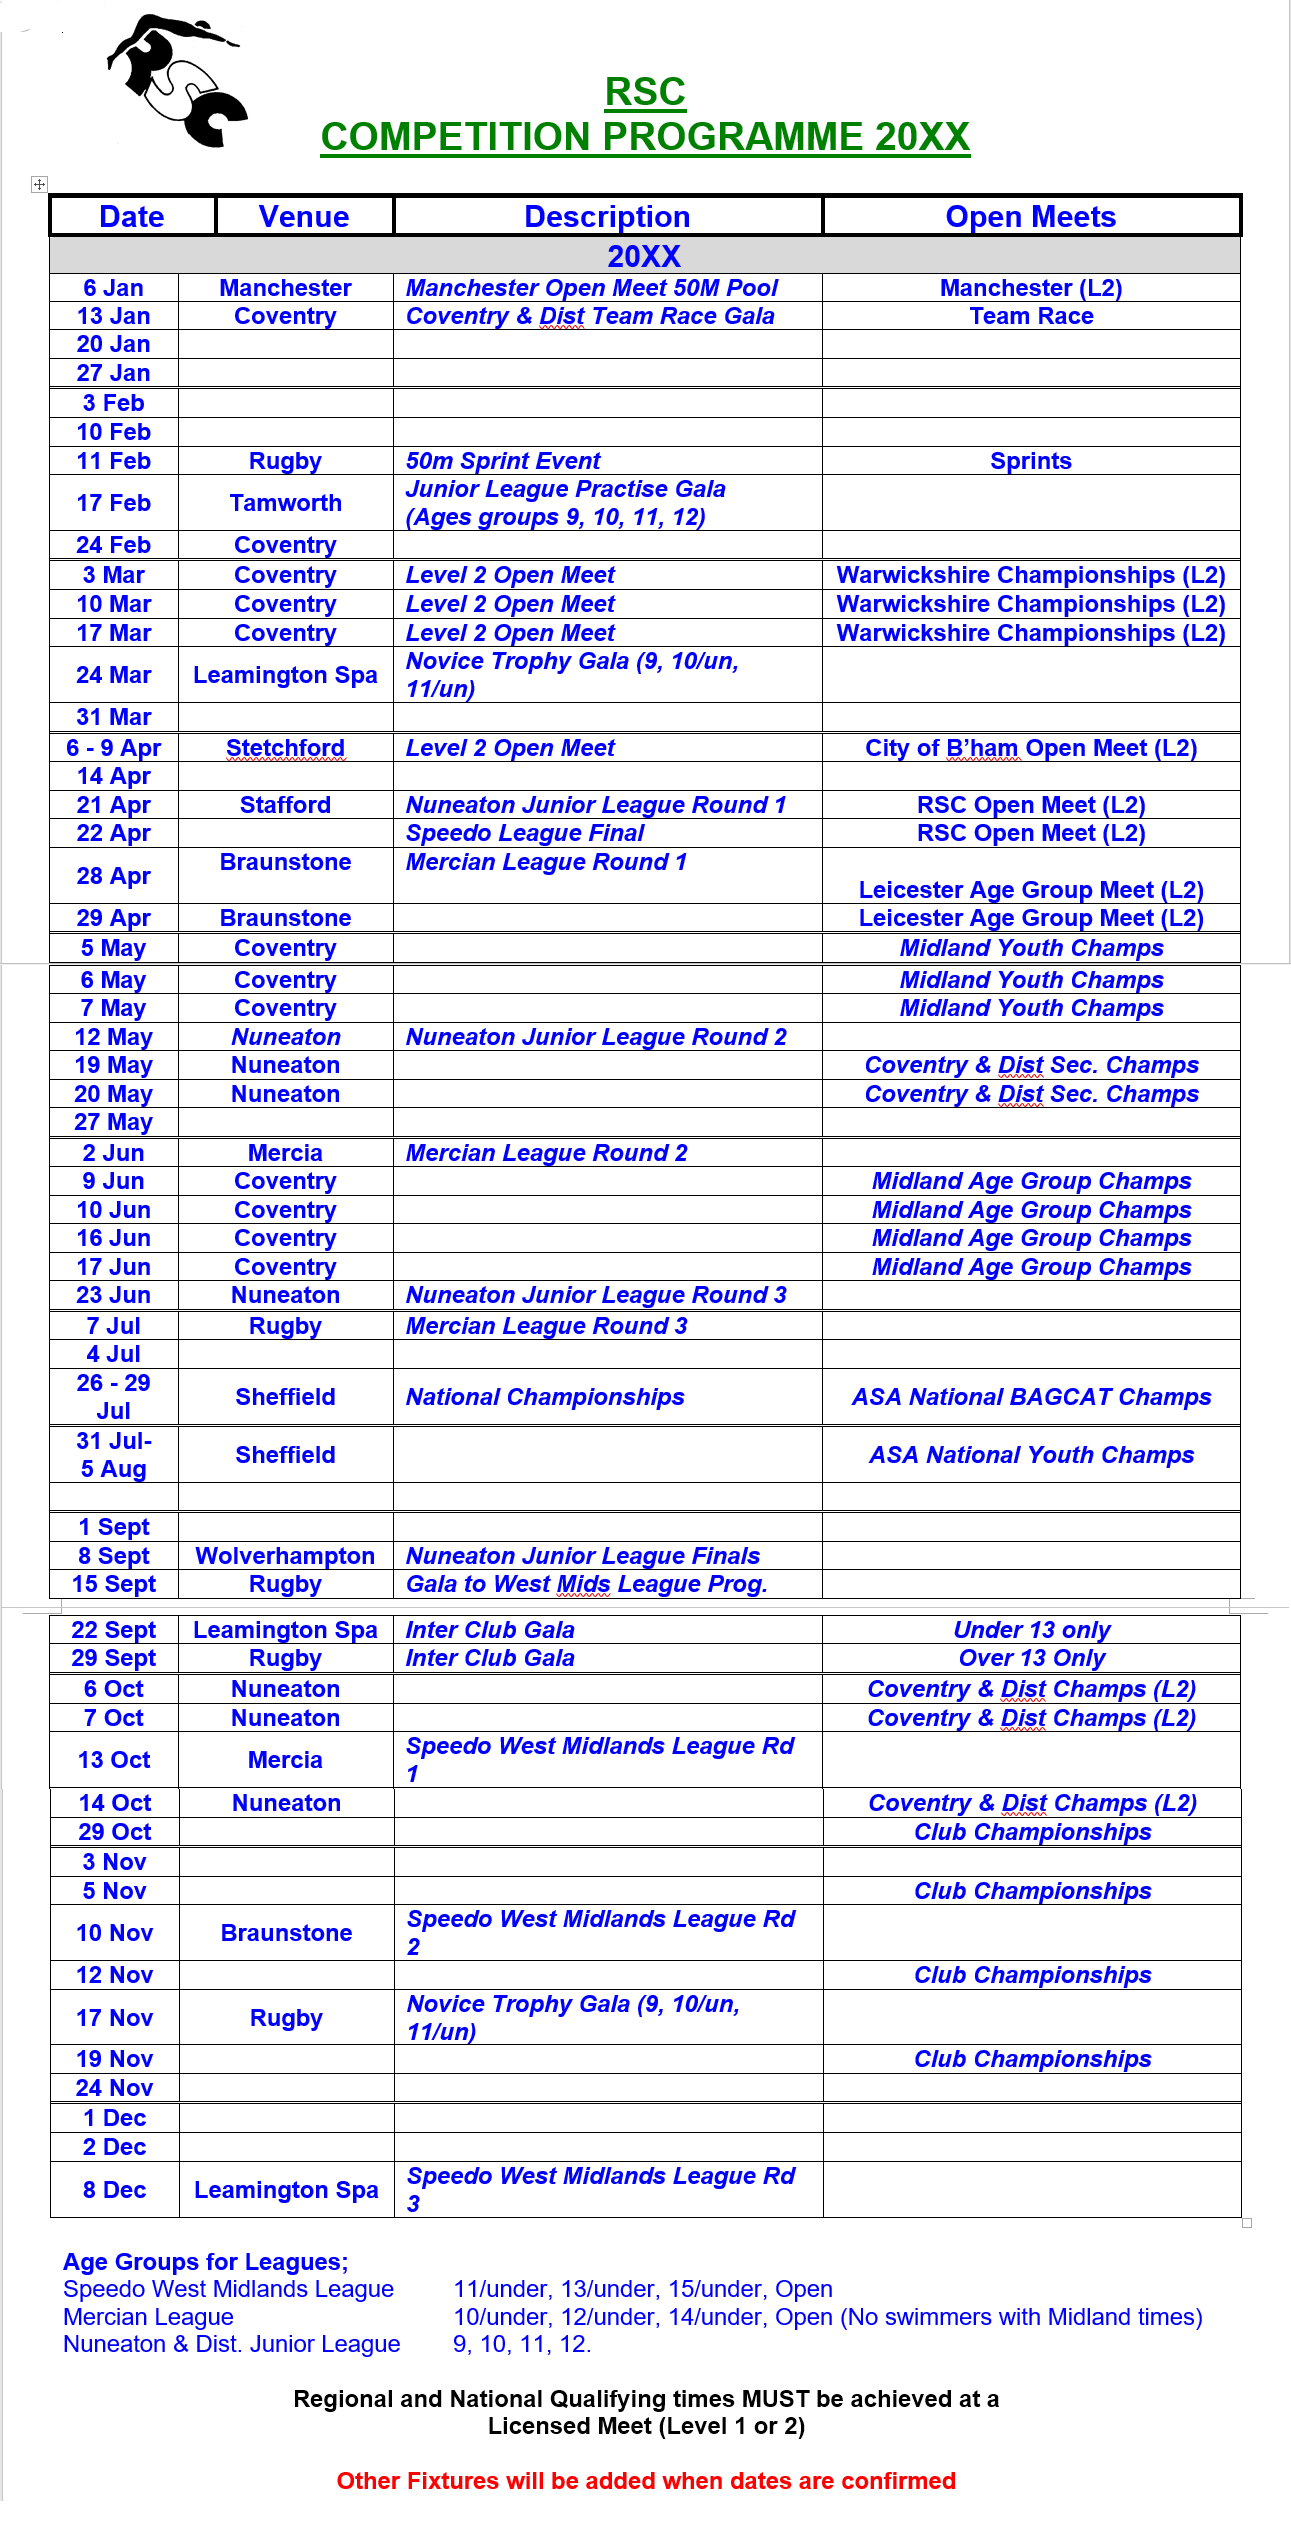 RSC
COMPETITION PROGRAMME 20XX
Date Venue Description Open Meets
20XX
6 Jan Manchester Manchester Open Meet 50M Pool Manchester (L2)
13 Jan Coventry Coventry & Dist Team Race Gala Team Race
20 Jan
27 Jan
3 Feb
10 Feb
11 Feb Rugby 50m Sprint Event Sprints
17 Feb Tamworth Junior League Practise Gala
(Ages groups 9, 10, 11, 12)
24 Feb Coventry
3 Mar Coventry Level 2 Open Meet Warwickshire Championships (L2)
10 Mar Coventry Level 2 Open Meet Warwickshire Championships (L2)
17 Mar Coventry Level 2 Open Meet Warwickshire Championships (L2)
24 Mar Leamington Spa Novice Trophy Gala (9, 10/un,
11/un)
31 Mar
6 - 9 Apr Stetchford Level 2 Open Meet City of B’ham Open Meet (L2)
14 Apr
21 Apr Stafford Nuneaton Junior League Round 1 RSC Open Meet (L2)
22 Apr Speedo League Final RSC Open Meet (L2)
28 Apr Braunstone Mercian League Round 1
Leicester Age Group Meet (L2)
29 Apr Braunstone Leicester Age Group Meet (L2)
5 May Coventry Midland Youth Champs
6 May Coventry Midland Youth Champs
7 May Coventry Midland Youth Champs
12 May Nuneaton Nuneaton Junior League Round 2
19 May Nuneaton Coventry & Dist Sec. Champs
20 May Nuneaton Coventry & Dist Sec. Champs
27 May
2 Jun Mercia Mercian League Round 2
9 Jun Coventry Midland Age Group Champs
10 Jun Coventry Midland Age Group Champs
16 Jun Coventry Midland Age Group Champs
17 Jun Coventry Midland Age Group Champs
23 Jun Nuneaton Nuneaton Junior League Round 3
7 Jul Rugby Mercian League Round 3
4 Jul
26 - 29
Jul Sheffield National Championships ASA National BAGCAT Champs
31 Jul-
5 Aug Sheffield ASA National Youth Champs
1 Sept
8 Sept Wolverhampton Nuneaton Junior League Finals
15 Sept Rugby Gala to West Mids League Prog.
22 Sept Leamington Spa Inter Club Gala Under 13 only
29 Sept Rugby Inter Club Gala Over 13 Only
6 Oct Nuneaton Coventry & Dist Champs (L2)
7 Oct Nuneaton Coventry & Dist Champs (L2)
13 Oct Mercia Speedo West Midlands League Rd
1
14 Oct Nuneaton Coventry & Dist Champs (L2)
29 Oct Club Championships
3 Nov
5 Nov Club Championships
10 Nov Braunstone Speedo West Midlands League Rd
2
12 Nov Club Championships
17 Nov Rugby Novice Trophy Gala (9, 10/un,
11/un)
19 Nov Club Championships
24 Nov
1 Dec
2 Dec
8 Dec Leamington Spa Speedo West Midlands League Rd
3
Age Groups for Leagues;
Speedo West Midlands League 11/under, 13/under, 15/under, Open
Mercian League 10/under, 12/under, 14/under, Open (No swimmers with Midland times)
Nuneaton & Dist. Junior League 9, 10, 11, 12.
Regional and National Qualifying times MUST be achieved at a
Licensed Meet (Level 1 or 2)
Other Fixtures will be added when dates are confirmed